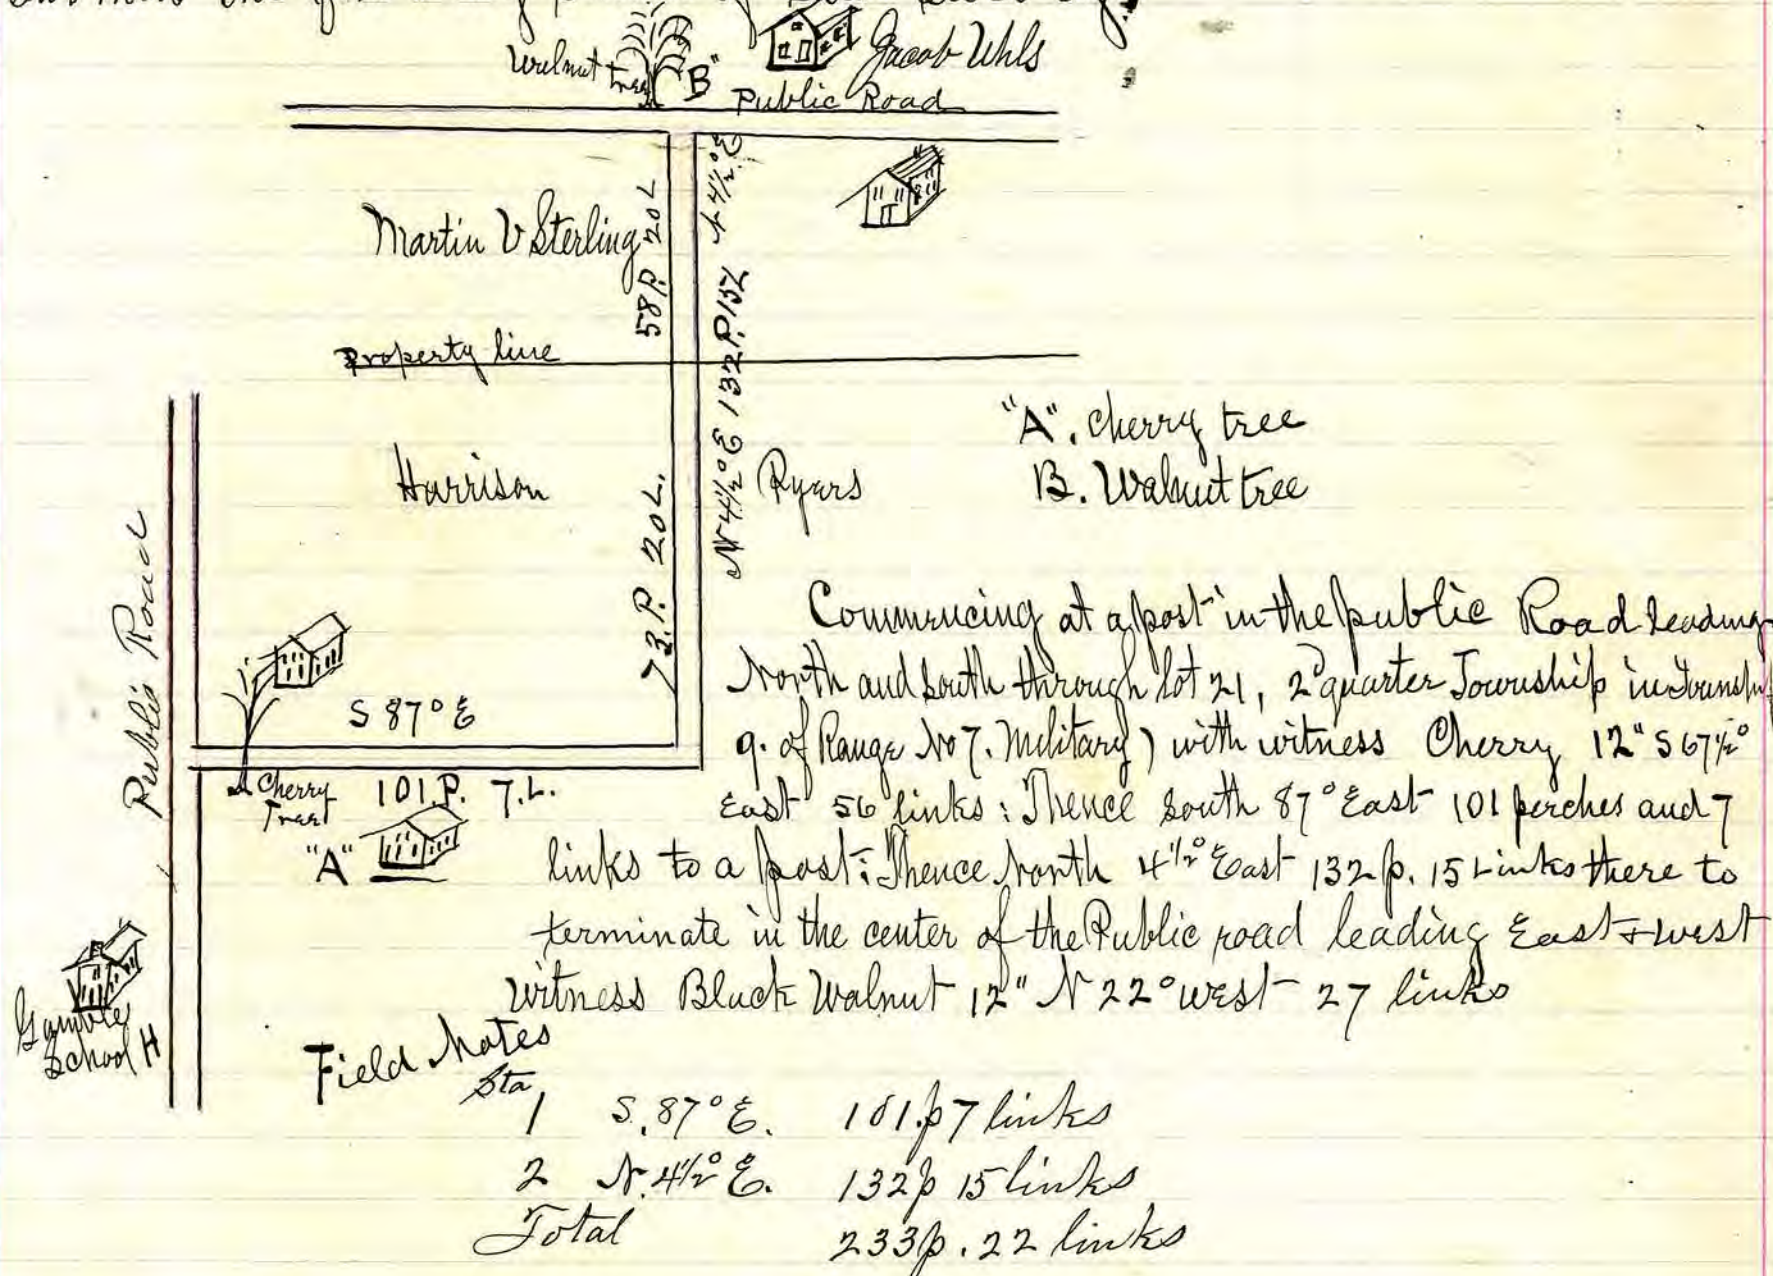 Walnut tree
"B"
Jacob Uhls
Public Road
Martin V Sterling
58 P. 20 L
N 4½° E
N 4½° E 132 P. 15 L
Property line
Harrison
73. P. 20 L.
Ryers
"A". Cherry tree
B. Walnut tree
Public Road
S 87° E
Cherry Tree
101 P. 7. L.
"A"
School H
Commencing at a post in the public Road leading
North and South through lot 21, 2d quarter Township in
9. of Range No 7. Military) with witness Cherry 12" S 67½°
East 56 links : Thence South 87° East 101 perches and 7
links to a post : Thence North 4½° East 132 p. 15 Links there to
terminate in the center of the Public road leading East + west
witness Black Walnut 12" N 22° west 27 links
Field Notes
Sta
1 S. 87° E. 101. p 7 links
2 N. 4½° E. 132 p 15 links
Total 233 p. 22 links